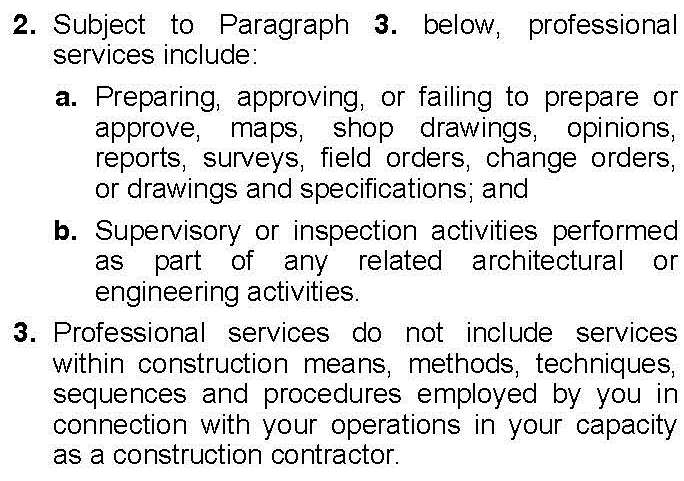 2. Subject to Paragraph 3. below, professional
services include:
a. Preparing, approving, or failing to prepare or
approve, maps, shop drawings, opinions,
reports, surveys, field orders, change orders,
or drawings and specifications; and
b. Supervisory or inspection activities performed
as part of any related architectural or
engineering activities.
3. Professional services do not include services
within construction means, methods, techniques,
sequences and procedures employed by you in
connection with your operations in your capacity
as a construction contractor.